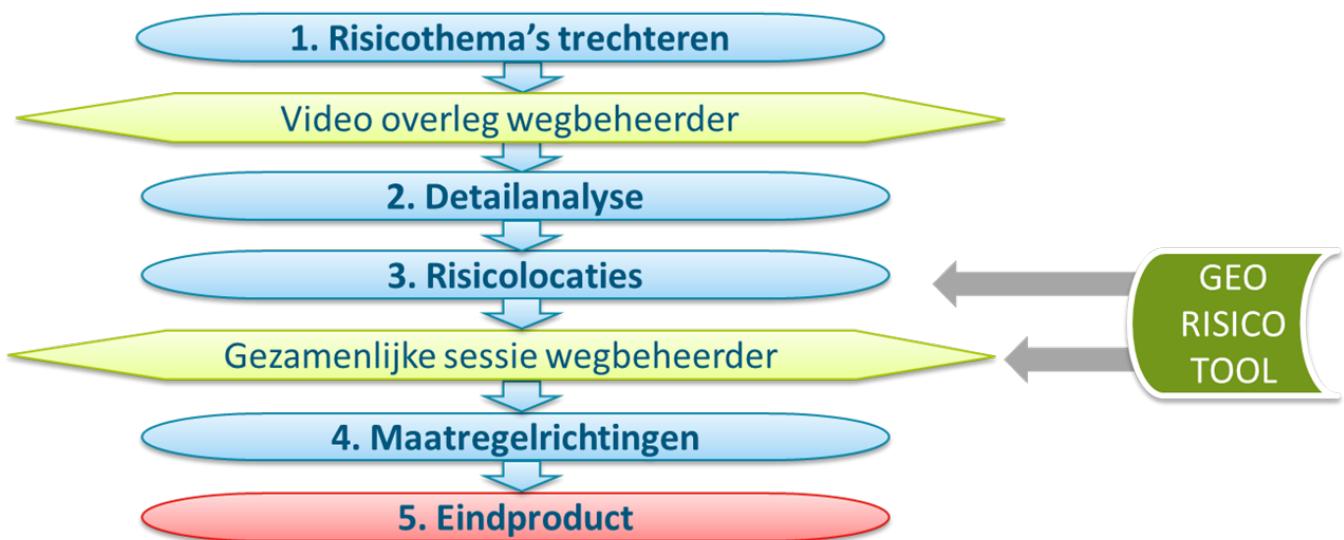 1. Risicothema's trechteren
Video overleg wegbeheerder
2. Detailanalyse
3. Risicolocaties
Gezamenlijke sessie wegbeheerder
4. Maatregelrichtingen
5. Eindproduct
GEO
RISICO
TOOL